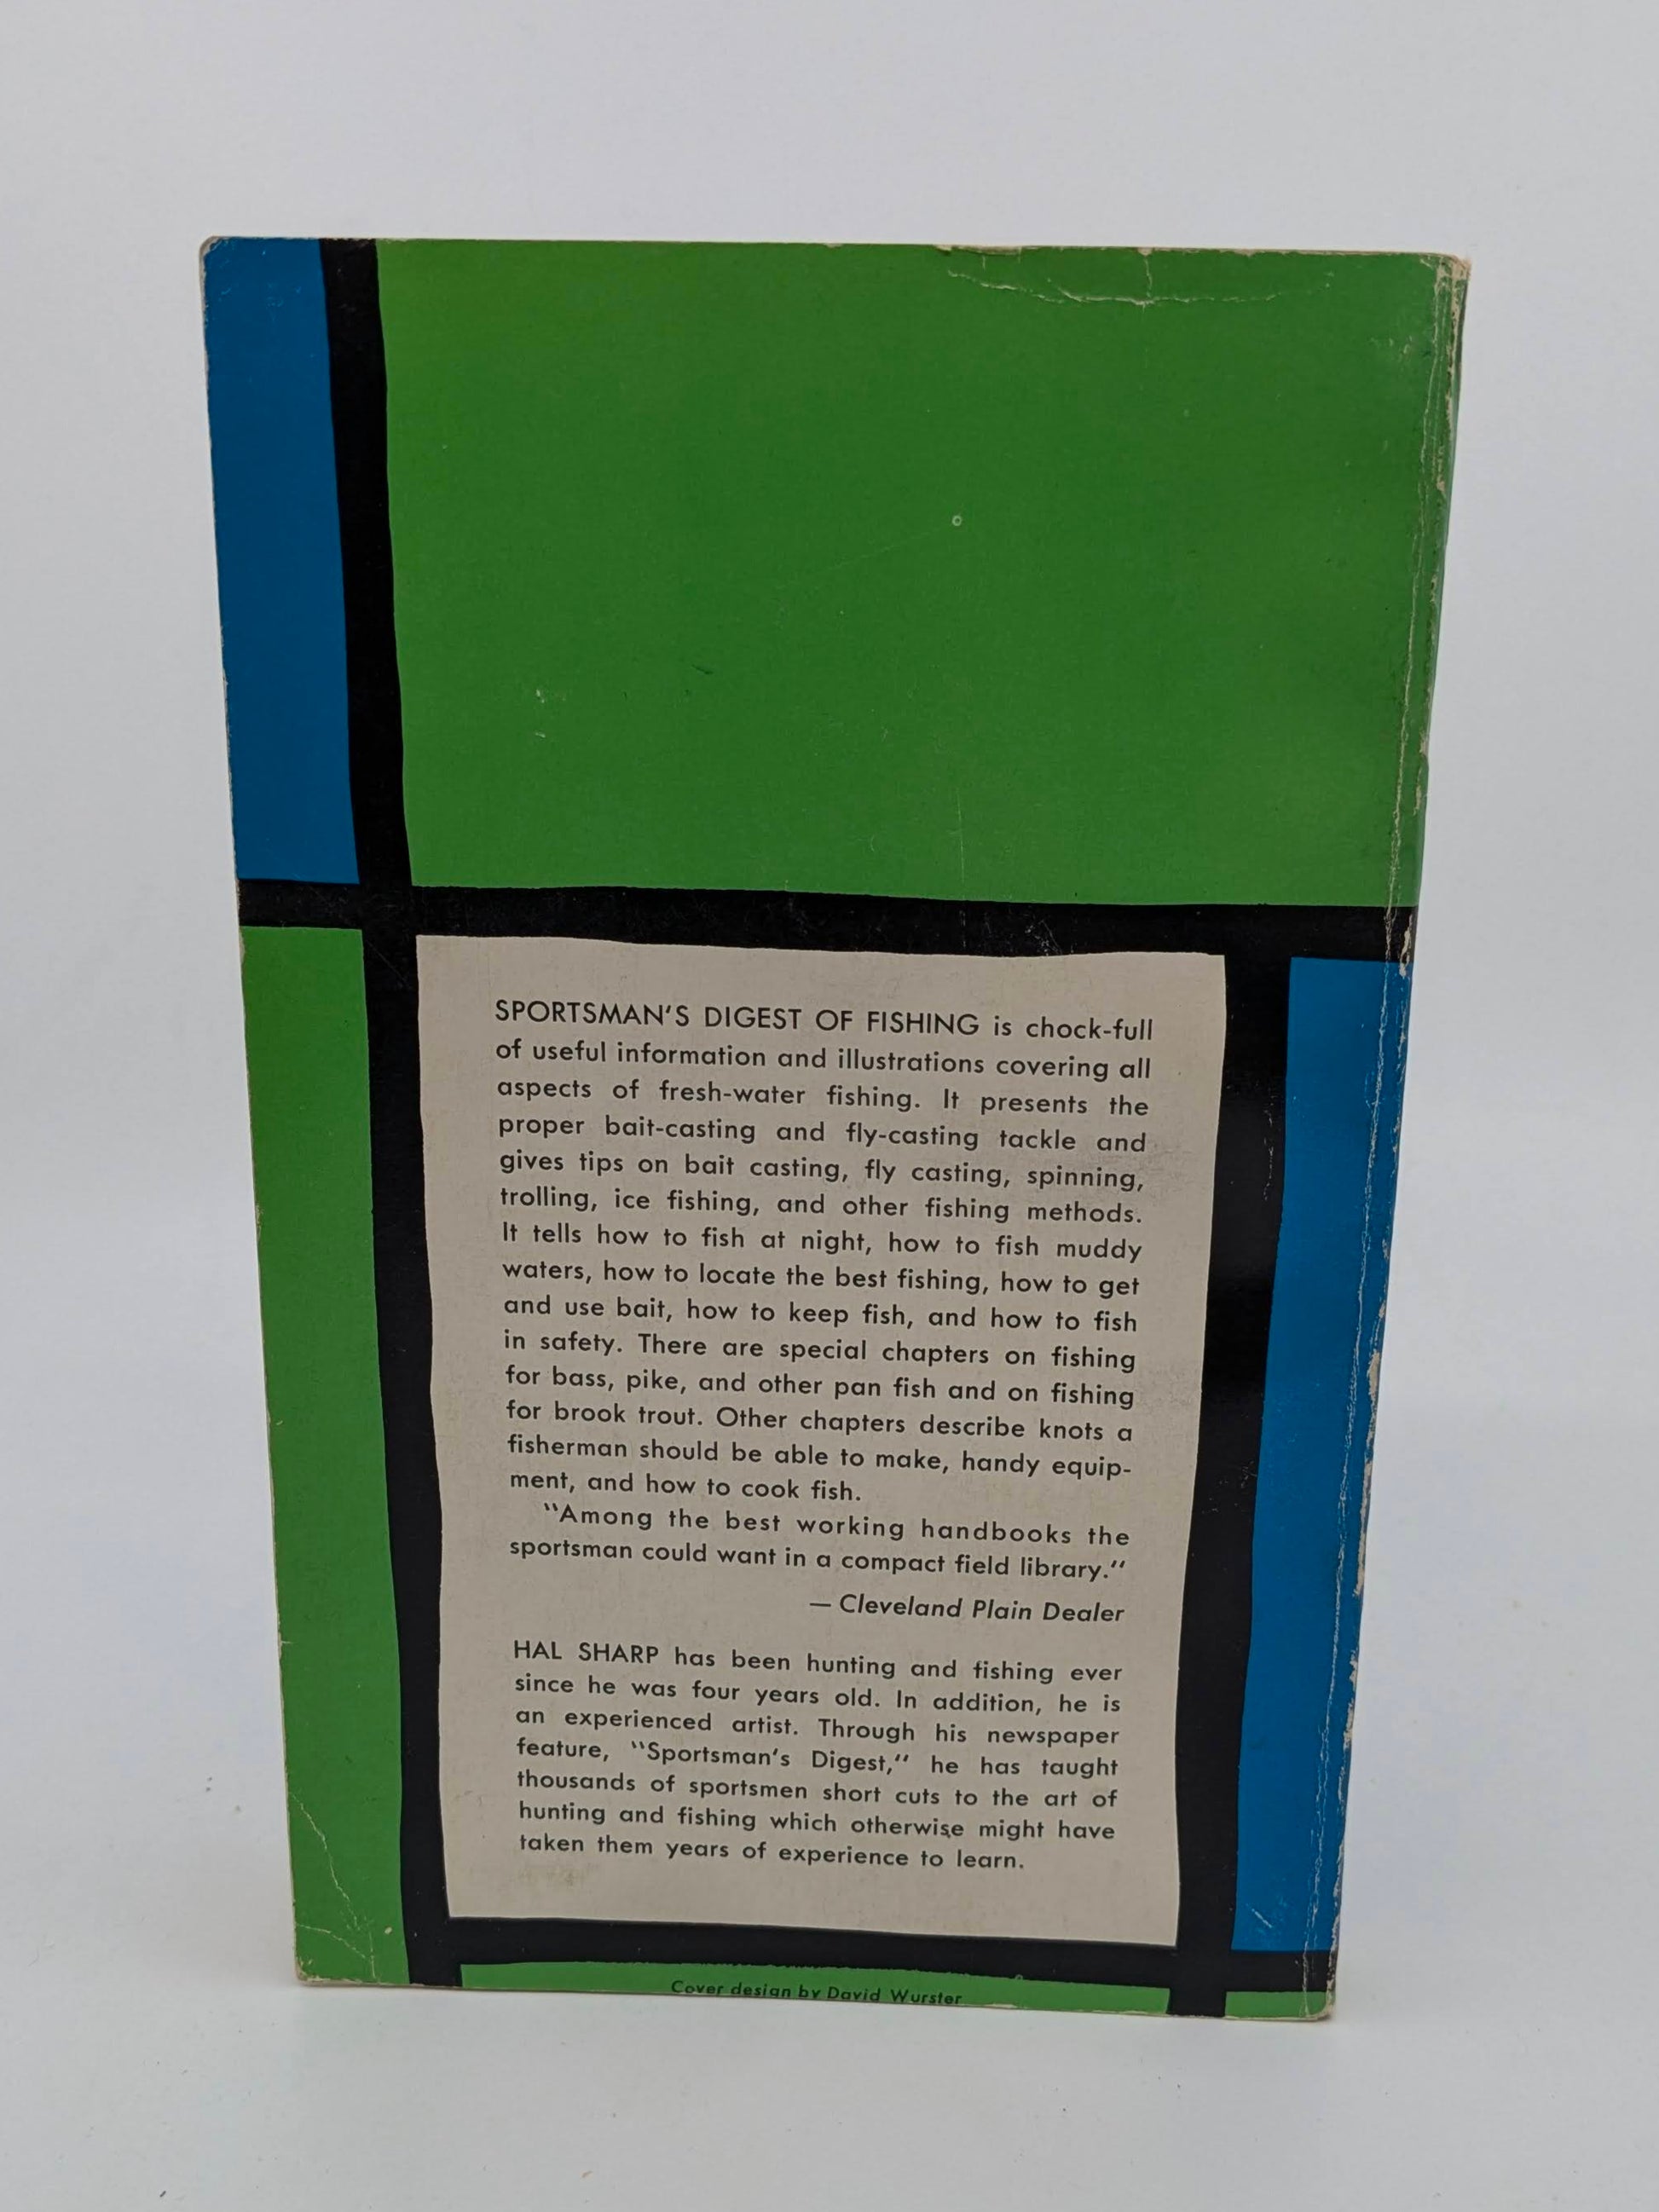 SPORTSMAN'S DIGEST OF FISHING is chock-full
of useful information and illustrations covering all
aspects of fresh-water fishing. It presents the
proper bait-casting and fly-casting tackle and
gives tips on bait casting, fly casting, spinning,
trolling, ice fishing, and other fishing methods.
It tells how to fish at night, how to fish muddy
waters, how to locate the best fishing, how to get
and use bait, how to keep fish, and how to fish
in safety. There are special chapters on fishing
for bass, pike, and other pan fish and on fishing
for brook trout. Other chapters describe knots a
fisherman should be able to make, handy equip-
ment, and how to cook fish.
"Among the best working handbooks the
sportsman could want in a compact field library."
— Cleveland Plain Dealer
HAL SHARP has been hunting and fishing ever
since he was four years old. In addition, he is
an experienced artist. Through his newspaper
feature, "Sportsman's Digest," he has taught
thousands of sportsmen short cuts to the art of
hunting and fishing which otherwise might have
taken them years of experience to learn.
Cover design by David Wurster